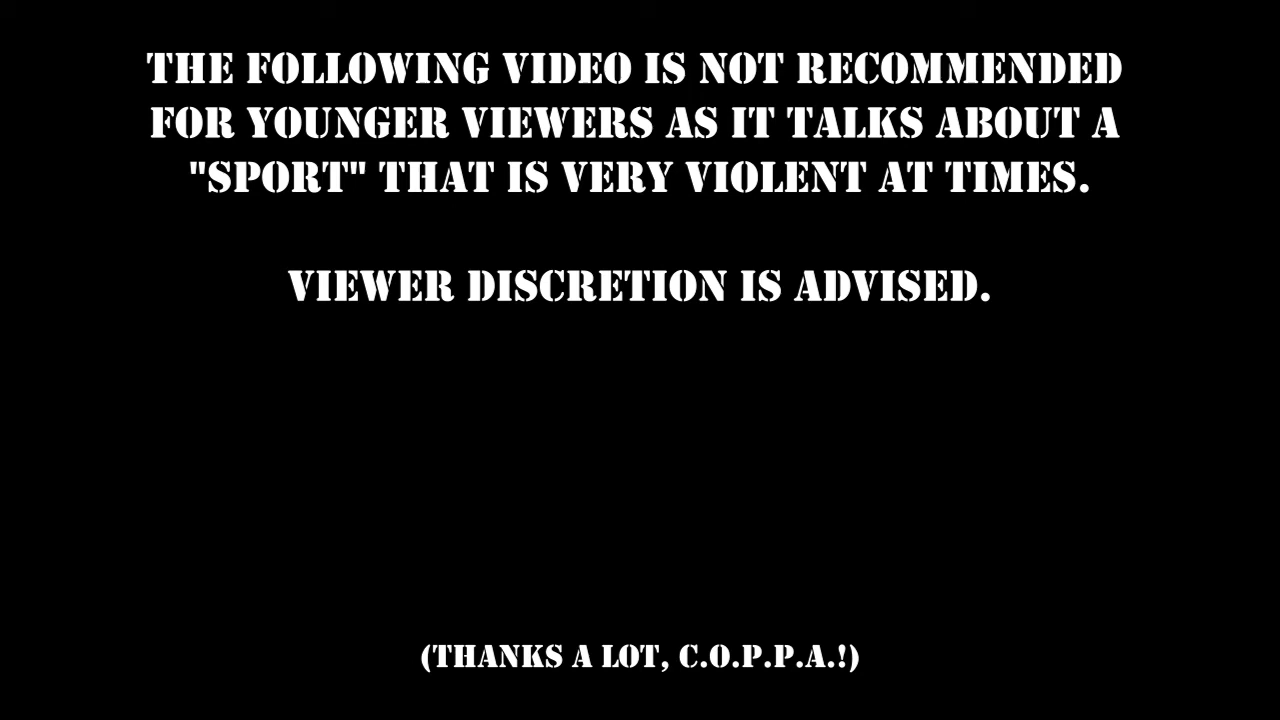 THE FOLLOWING VIDEO IS NOT RECOMMENDED
FOR YOUNGER VIEWERS AS IT TALKS ABOUT A
"SPORT" THAT IS VERY VIOLENT AT TIMES.
VIEWER DISCRETION IS ADVISED.
(THANKS A LOT, C.O.P.P.A.!)